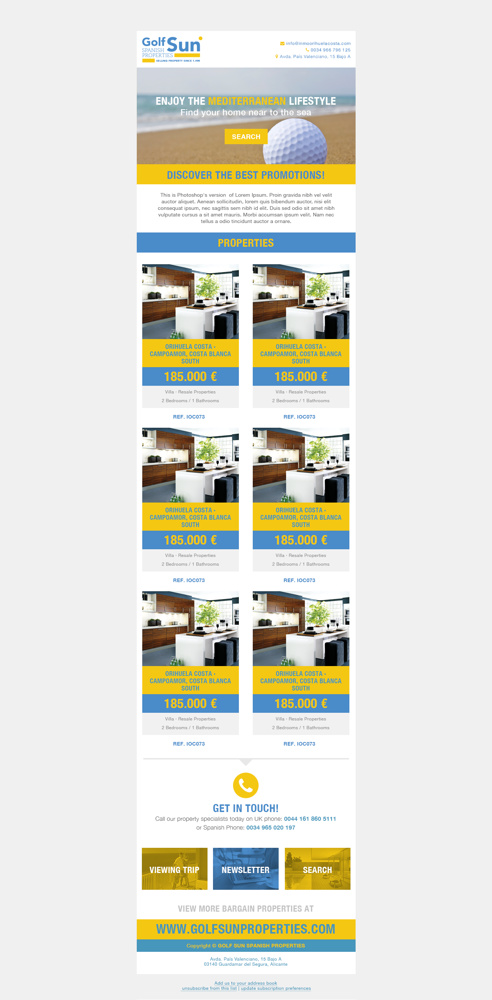 Golf Sun
SPANISH
PROPERTIES
SELLING PROPERTY SINCE 1.999
info@inmoorihuelacosta.com
0034 966 796 125
Avda. País Valenciano, 15 Bajo A
ENJOY THE MEDITERRANEAN LIFESTYLE
Find your home near to the sea
SEARCH
DISCOVER THE BEST PROMOTIONS!
This is Photoshop's version  of Lorem Ipsum. Proin gravida nibh vel velit
auctor aliquet. Aenean sollicitudin, lorem quis bibendum auctor, nisi elit
consequat ipsum, nec sagittis sem nibh id elit. Duis sed odio sit amet nibh
vulputate cursus a sit amet mauris. Morbi accumsan ipsum velit. Nam nec
tellus a odio tincidunt auctor a ornare.
PROPERTIES
ORIHUELA COSTA ·
CAMPOAMOR, COSTA BLANCA
SOUTH
185.000 €
Villa · Resale Properties
2 Bedrooms / 1 Bathrooms
REF. IOC073
ORIHUELA COSTA ·
CAMPOAMOR, COSTA BLANCA
SOUTH
185.000 €
Villa · Resale Properties
2 Bedrooms / 1 Bathrooms
REF. IOC073
ORIHUELA COSTA ·
CAMPOAMOR, COSTA BLANCA
SOUTH
185.000 €
Villa · Resale Properties
2 Bedrooms / 1 Bathrooms
REF. IOC073
ORIHUELA COSTA ·
CAMPOAMOR, COSTA BLANCA
SOUTH
185.000 €
Villa · Resale Properties
2 Bedrooms / 1 Bathrooms
REF. IOC073
ORIHUELA COSTA ·
CAMPOAMOR, COSTA BLANCA
SOUTH
185.000 €
Villa · Resale Properties
2 Bedrooms / 1 Bathrooms
REF. IOC073
ORIHUELA COSTA ·
CAMPOAMOR, COSTA BLANCA
SOUTH
185.000 €
Villa · Resale Properties
2 Bedrooms / 1 Bathrooms
REF. IOC073
GET IN TOUCH!
Call our property specialists today on UK phone: 0044 161 860 5111
or Spanish Phone: 0034 965 020 197
VIEWING TRIP
NEWSLETTER
SEARCH
VIEW MORE BARGAIN PROPERTIES AT
WWW.GOLFSUNPROPERTIES.COM
Copyright © GOLF SUN SPANISH PROPERTIES
Avda. País Valenciano, 15 Bajo A
03140 Guardamar del Segura, Alicante
Add us to your address book
unsubscribe from this list | update subscription preferences